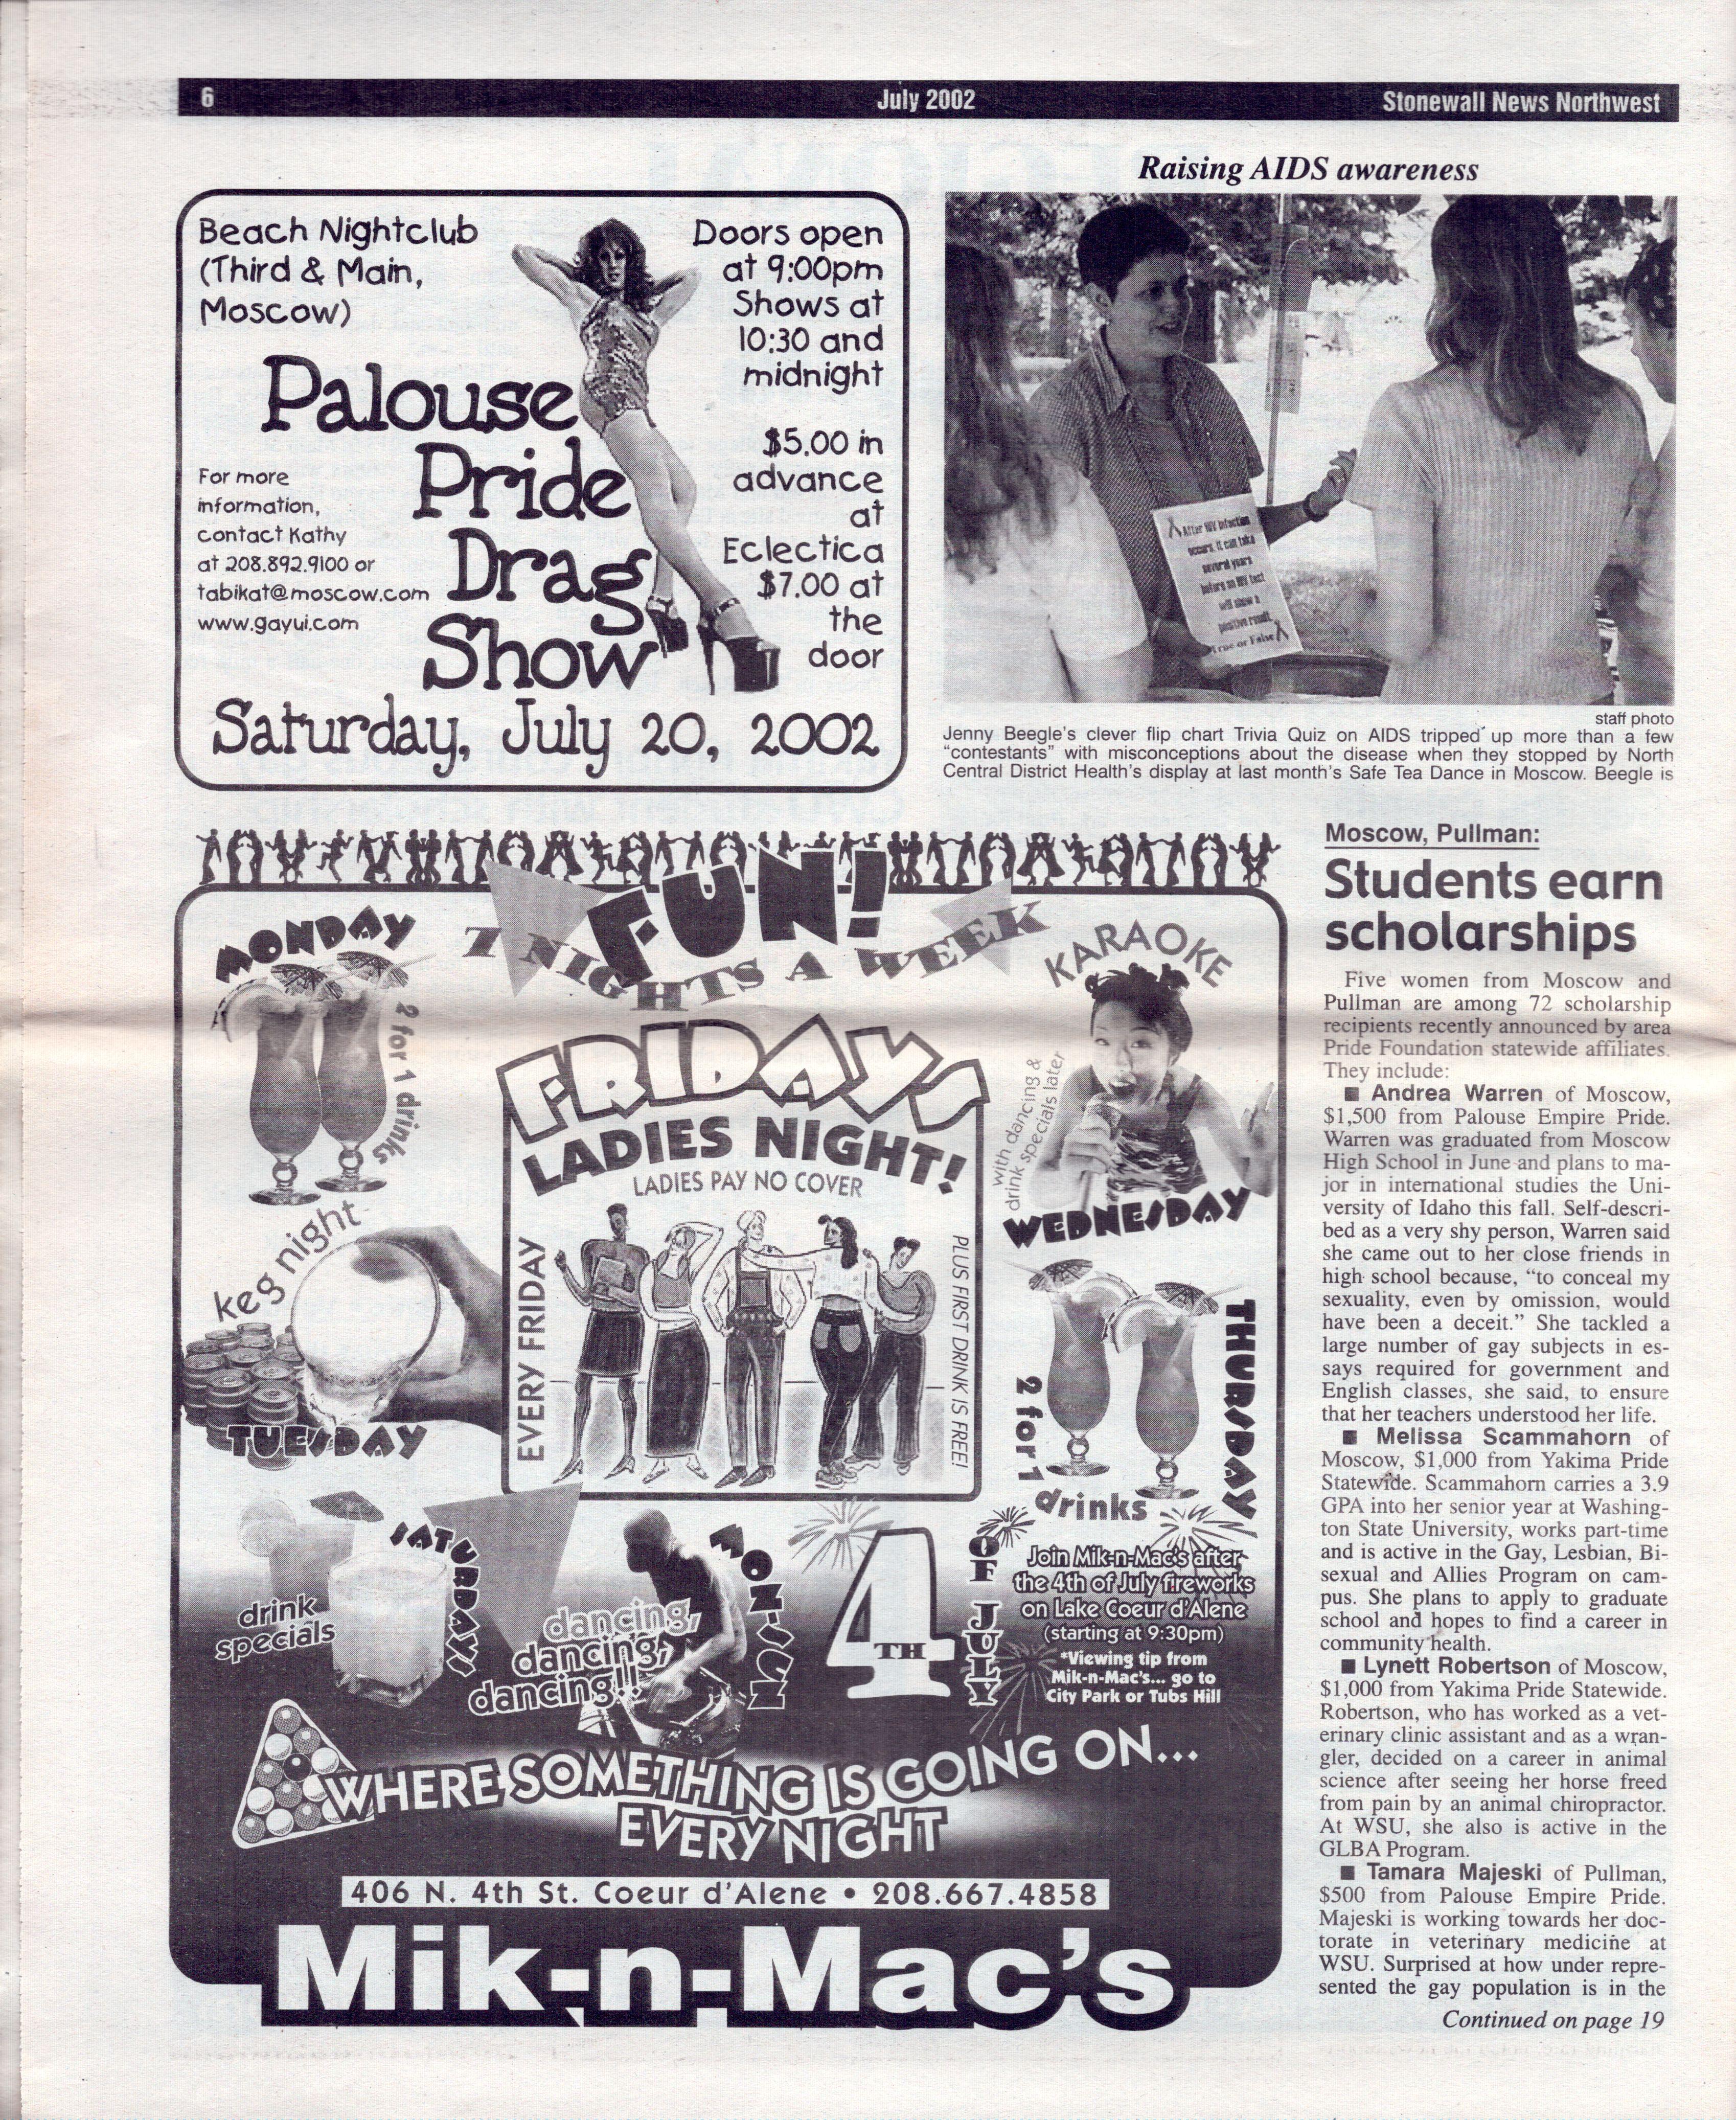 6
July 2002
Stonewall News Northwest
Beach Nightclub
(Third & Main,
Moscow)
Doors open
at 9:00pm
Shows at
10:30 and
midnight
$5.00 in
advance
at
Eclectica
$7.00 at
the
door
Palouse
Pride
Drag
Show
For more
information,
contact Kathy
at 208.892.9100 or
tabikat@moscow.com
www.gayui.com
Saturday, July 20, 2002
Raising AIDS awareness
After HIV infection
occurs, it can take
several years
before an HIV test
will show a
positive result.
True or False
staff photo
Jenny Beegle's clever flip chart Trivia Quiz on AIDS tripped up more than a few
"contestants" with misconceptions about the disease when they stopped by North
Central District Health's display at last month's Safe Tea Dance in Moscow. Beegle is
FUN!
7 NIGHTS A WEEK
MONDAY
2 for 1 drinks
KARAOKE
with dancing &
drink specials later
WEDNESDAY
FRIDAYS
LADIES NIGHT!
LADIES PAY NO COVER
EVERY FRIDAY
PLUS FIRST DRINK IS FREE!
keg night
TUESDAY
THURSDAY
2 for 1
drinks
SATURDAYS
drink
specials
MON-SUN
dancing,
dancing,
dancing!!
4TH
OF JULY
Join Mik-n-Mac's after
the 4th of July fireworks
on Lake Coeur d'Alene
(starting at 9:30pm)
*Viewing tip from
Mik-n-Mac's... go to
City Park or Tubs Hill
WHERE SOMETHING IS GOING ON...
EVERY NIGHT
406 N. 4th St. Coeur d'Alene • 208.667.4858
Mik-n-Mac's
Moscow, Pullman:
Students earn
scholarships
Five women from Moscow and
Pullman are among 72 scholarship
recipients recently announced by area
Pride Foundation statewide affiliates.
They include:
■ Andrea Warren of Moscow,
$1,500 from Palouse Empire Pride.
Warren was graduated from Moscow
High School in June and plans to ma-
jor in international studies the Uni-
versity of Idaho this fall. Self-descri-
bed as a very shy person, Warren said
she came out to her close friends in
high school because, "to conceal my
sexuality, even by omission, would
have been a deceit." She tackled a
large number of gay subjects in es-
says required for government and
English classes, she said, to ensure
that her teachers understood her life.
■ Melissa Scammahorn of
Moscow, $1,000 from Yakima Pride
Statewide. Scammahorn carries a 3.9
GPA into her senior year at Washing-
ton State University, works part-time
and is active in the Gay, Lesbian, Bi-
sexual and Allies Program on cam-
pus. She plans to apply to graduate
school and hopes to find a career in
community health.
■ Lynett Robertson of Moscow,
$1,000 from Yakima Pride Statewide.
Robertson, who has worked as a vet-
erinary clinic assistant and as a wran-
gler, decided on a career in animal
science after seeing her horse freed
from pain by an animal chiropractor.
At WSU, she also is active in the
GLBA Program.
■ Tamara Majeski of Pullman,
$500 from Palouse Empire Pride.
Majeski is working towards her doc-
torate in veterinary medicine at
WSU. Surprised at how under repre-
sented the gay population is in the
Continued on page 19